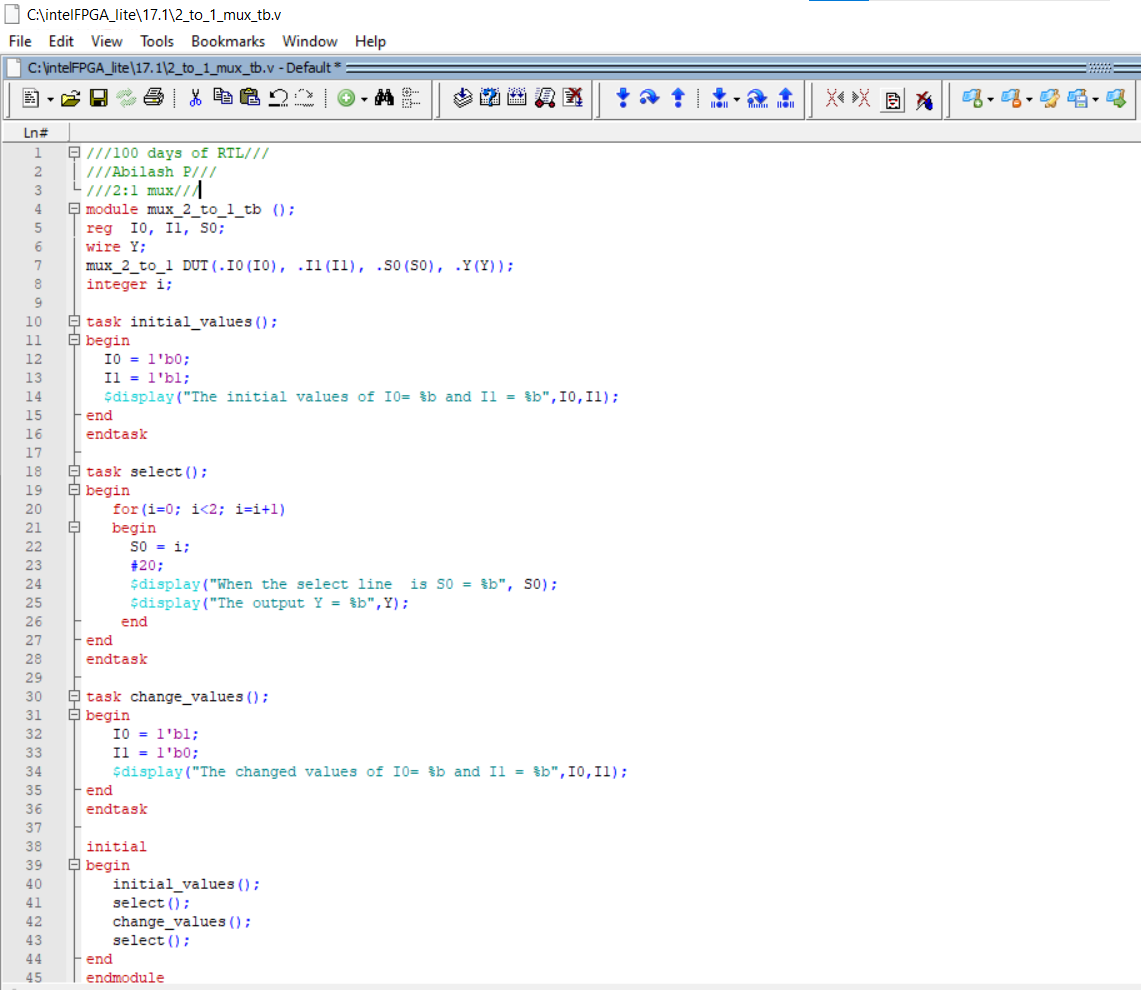 C:\intelFPGA_lite\17.1\2_to_1_mux_tb.v
File Edit View Tools Bookmarks Window Help
C:\intelFPGA_lite\17.1\2_to_1_mux_tb.v - Default *
Ln#
1 ///100 days of RTL///
2 ///Abilash P///
3 ///2:1 mux///
4 module mux_2_to_1_tb ();
5 reg  I0, I1, S0;
6 wire Y;
7 mux_2_to_1 DUT(.I0(I0), .I1(I1), .S0(S0), .Y(Y));
8 integer i;
9
10 task initial_values();
11 begin
12   I0 = 1'b0;
13   I1 = 1'b1;
14   $display("The initial values of I0= %b and I1 = %b",I0,I1);
15 end
16 endtask
17
18 task select();
19 begin
20    for(i=0; i<2; i=i+1)
21    begin
22      S0 = i;
23      #20;
24      $display("When the select line  is S0 = %b", S0);
25      $display("The output Y = %b",Y);
26     end
27 end
28 endtask
29
30 task change_values();
31 begin
32    I0 = 1'b1;
33    I1 = 1'b0;
34    $display("The changed values of I0= %b and I1 = %b",I0,I1);
35 end
36 endtask
37
38 initial
39 begin
40    initial_values();
41    select();
42    change_values();
43    select();
44 end
45 endmodule